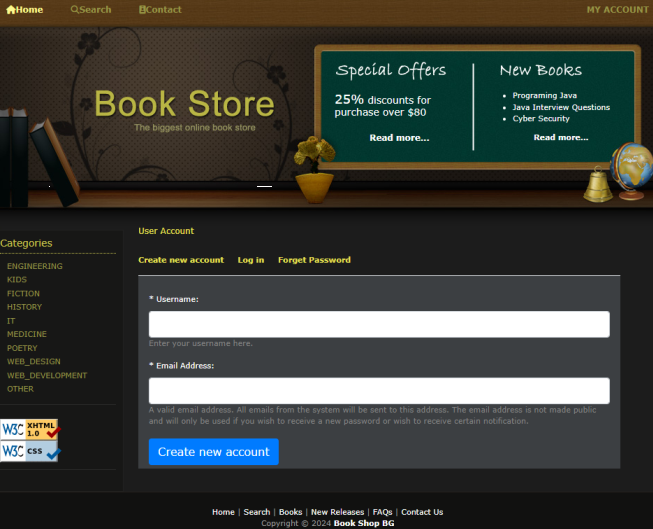 Home Search Contact MY ACCOUNT
Book Store
The biggest online book store
Special Offers
25% discounts for
purchase over $80
Read more...
New Books
Programing Java
Java Interview Questions
Cyber Security
Read more...
Categories
ENGINEERING
KIDS
FICTION
HISTORY
IT
MEDICINE
POETRY
WEB_DESIGN
WEB_DEVELOPMENT
OTHER
W3C XHTML 1.0
W3C css
User Account
Create new account Log in Forget Password
* Username:
Enter your username here.
* Email Address:
A valid email address. All emails from the system will be sent to this address. The email address is not made public
and will only be used if you wish to receive a new password or wish to receive certain notification.
Create new account
Home | Search | Books | New Releases | FAQs | Contact Us
Copyright © 2024 Book Shop BG